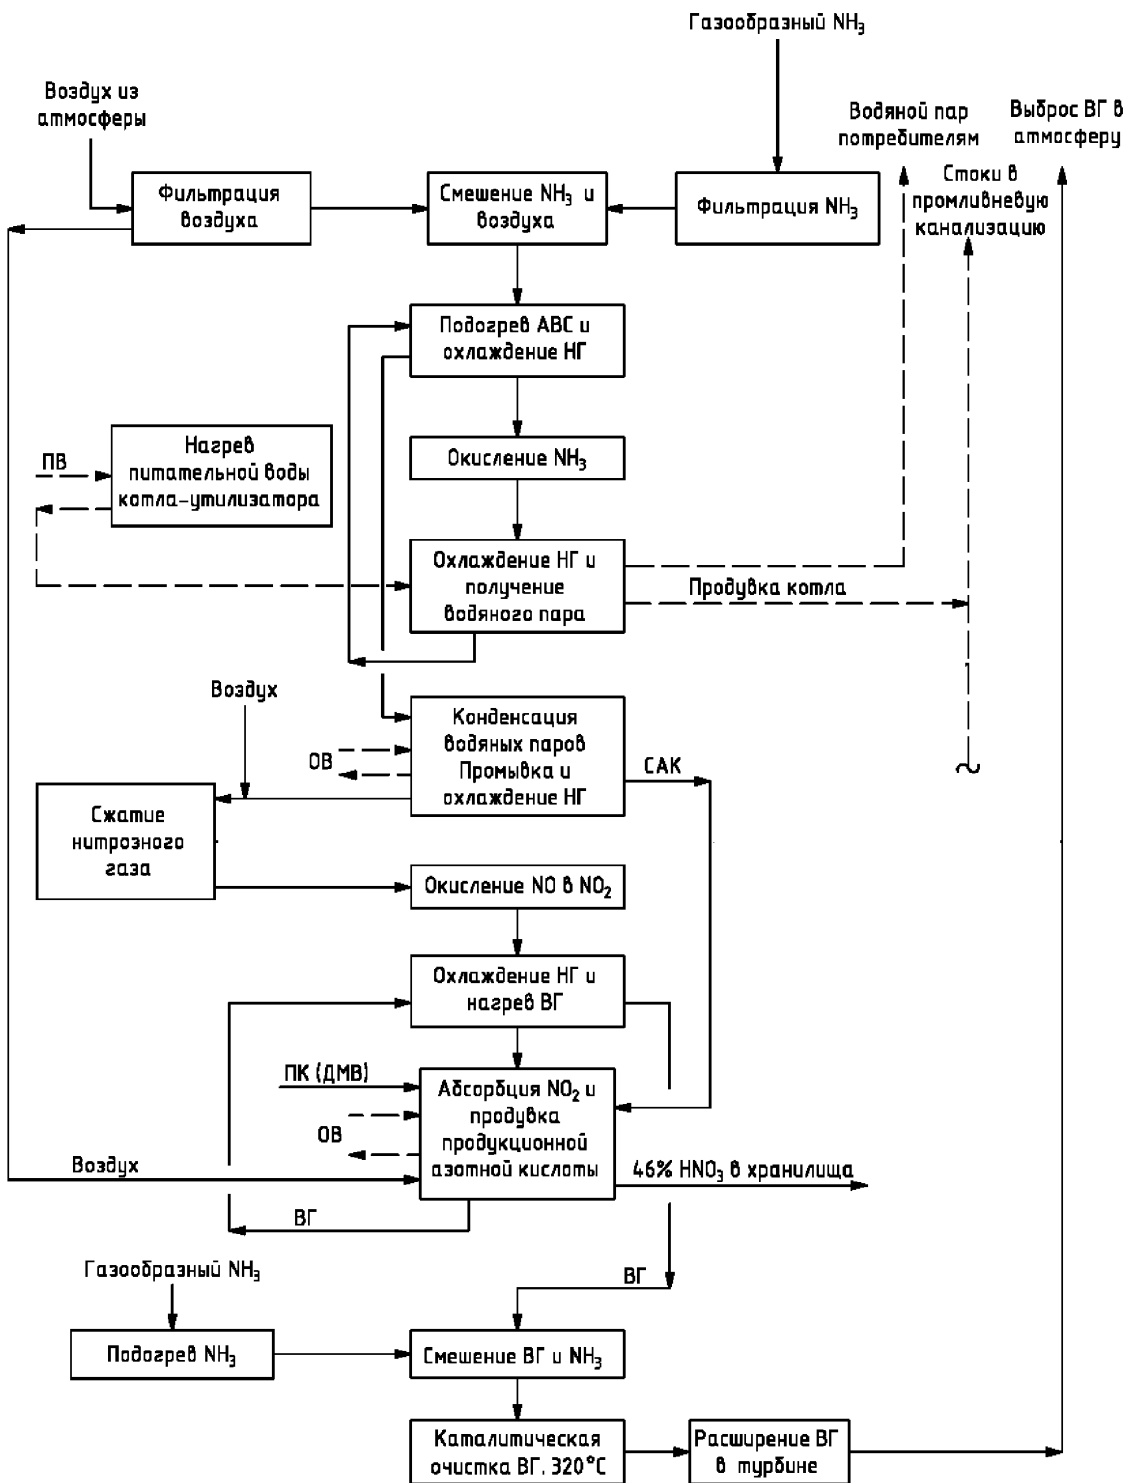 Газообразный NH₃
Воздух из
атмосферы
Водяной пар
потребителям
Выброс ВГ в
атмосферу
Стоки в
промливневую
канализацию
Фильтрация
воздуха
Смешение NH₃ и
воздуха
Фильтрация NH₃
Подогрев АВС и
охлаждение НГ
Нагрев
питательной воды
котла-утилизатора
ПВ
Окисление NH₃
Охлаждение НГ и
получение
водяного пара
Продувка котла
Воздух
Конденсация
водяных паров
Промывка и
охлаждение НГ
ОВ
САК
Сжатие
нитрозного
газа
Окисление NO в NO₂
Охлаждение НГ и
нагрев ВГ
ПК (ДМВ)
Абсорбция NO₂ и
продувка
продукционной
азотной кислоты
ОВ
Воздух
46% HNO₃ в хранилища
ВГ
Газообразный NH₃
ВГ
Подогрев NH₃
Смешение ВГ и NH₃
Каталитическая
очистка ВГ. 320°С
Расширение ВГ
в турбине